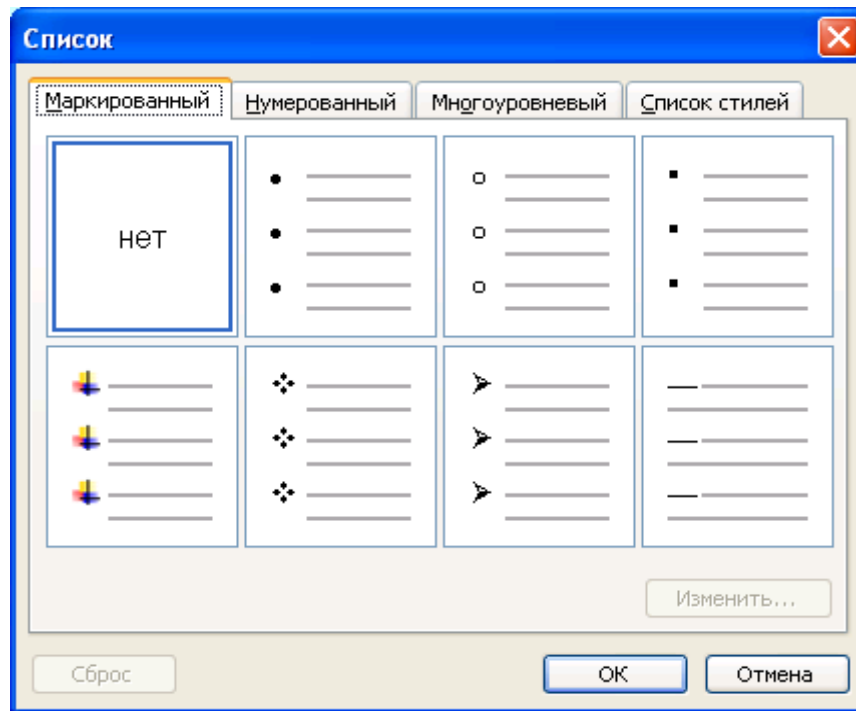 Список
Маркированный Нумерованный Многоуровневый Список стилей
нет
Изменить...
Сброс ОК Отмена